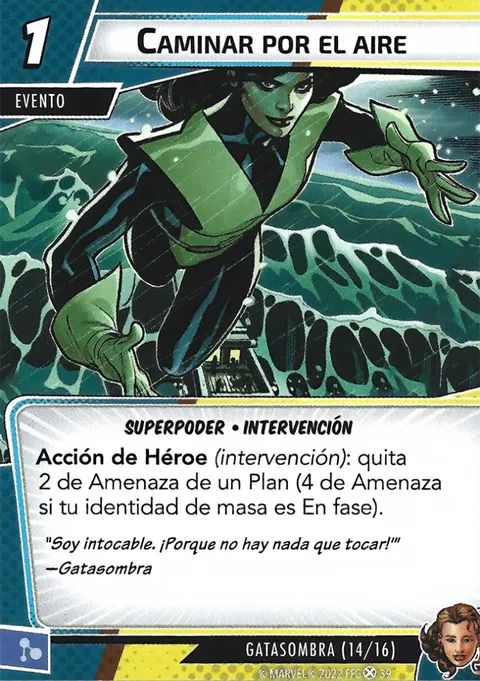 1
CAMINAR POR EL AIRE
EVENTO
SUPERPODER • INTERVENCIÓN
Acción de Héroe (intervención): quita
2 de Amenaza de un Plan (4 de Amenaza
si tu identidad de masa es En fase).
"Soy intocable. ¡Porque no hay nada que tocar!'"
—Gatasombra
GATASOMBRA (14/16)
© MARVEL © 2022 FFG 39